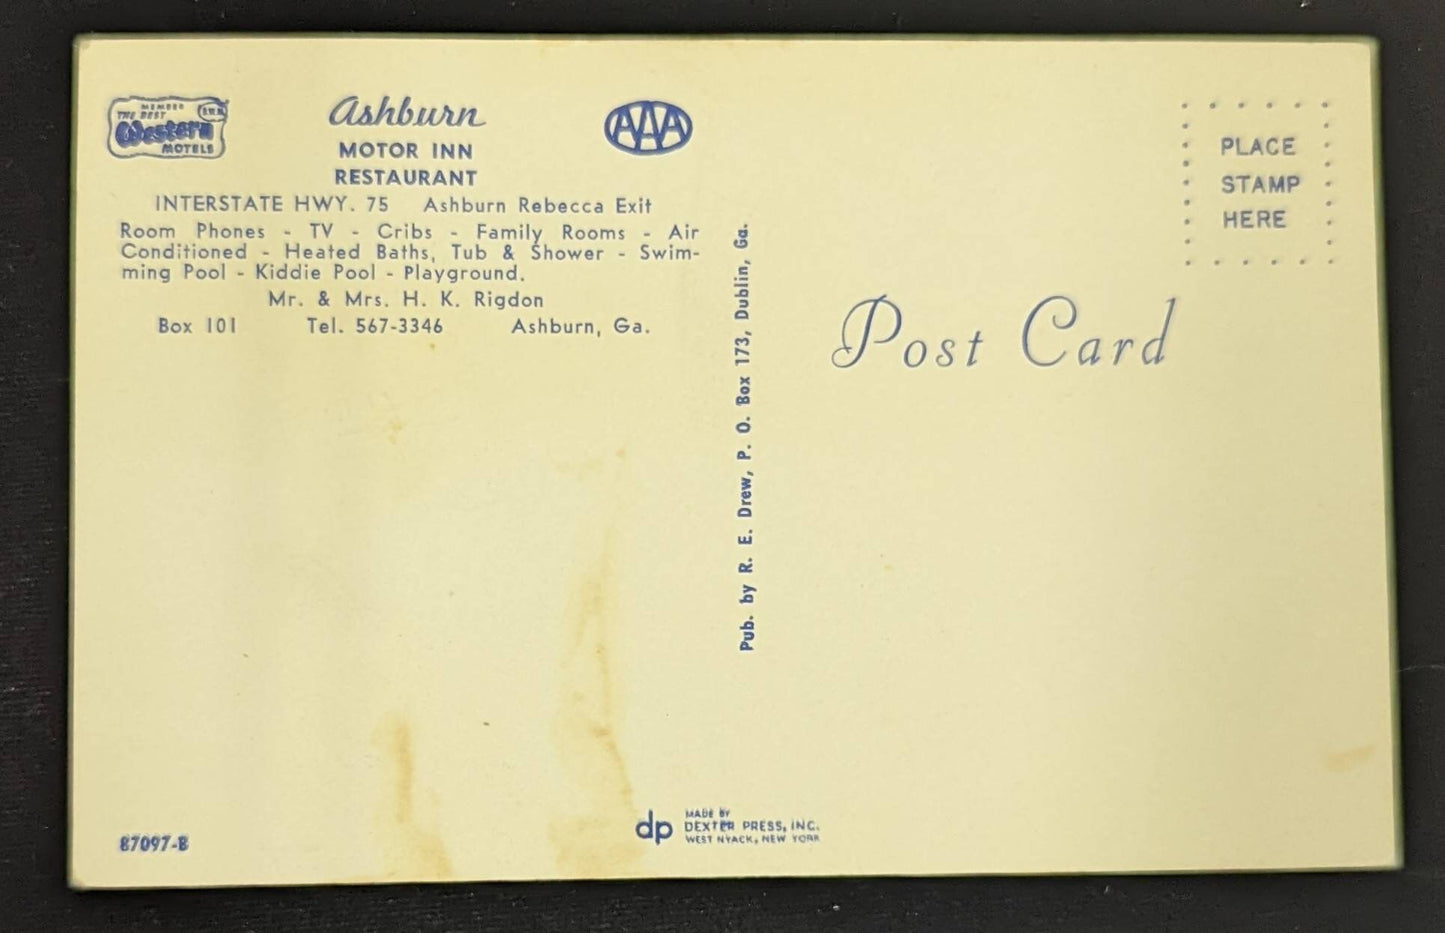 MEMBER
THE BEST
Western
MOTELS
Ashburn
MOTOR INN
RESTAURANT
AAA
INTERSTATE HWY. 75 Ashburn Rebecca Exit
Room Phones - TV - Cribs - Family Rooms - Air
Conditioned - Heated Baths, Tub & Shower - Swim-
ming Pool - Kiddie Pool - Playground.
Mr. & Mrs. H. K. Rigdon
Box 101 Tel. 567-3346 Ashburn, Ga.
87097-B
Pub. by R. E. Drew, P. O. Box 173, Dublin, Ga.
dp
MADE BY
DEXTER PRESS, INC.
WEST NYACK, NEW YORK
PLACE
STAMP
HERE
Post Card